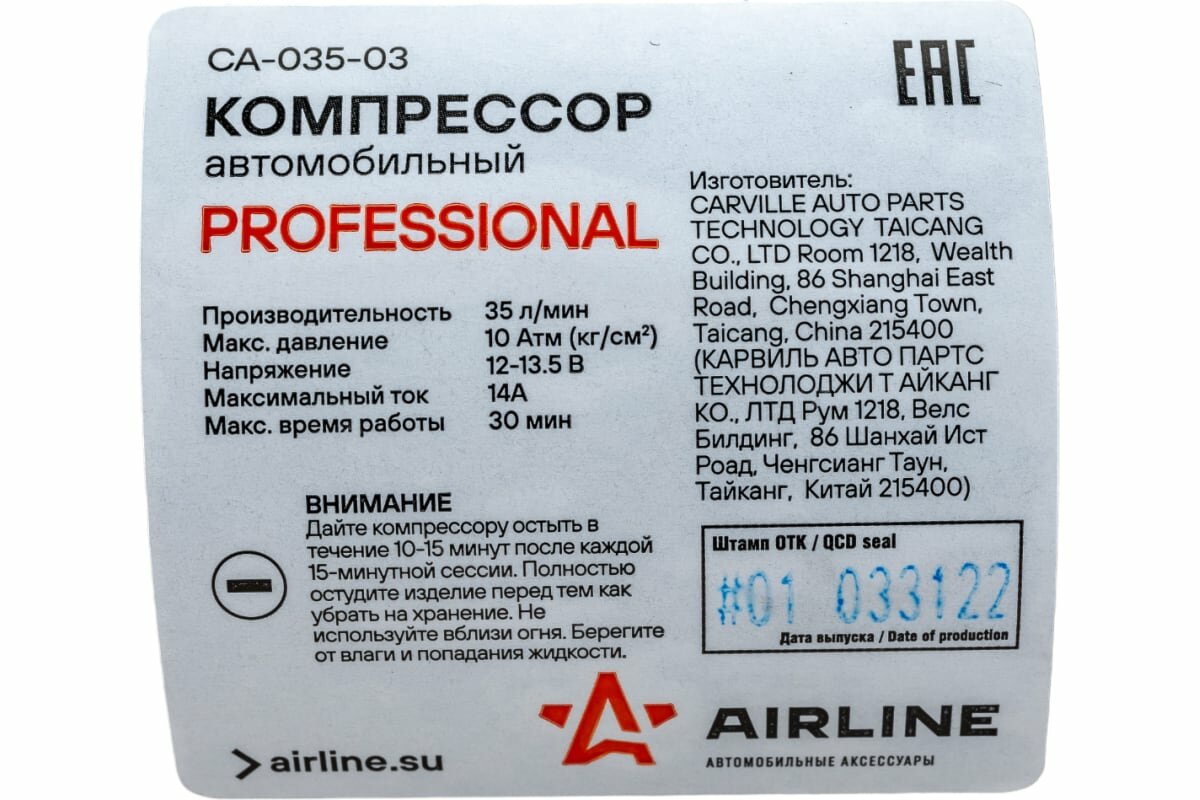 CA-035-03
КОМПРЕССОР
автомобильный
PROFESSIONAL
Производительность 35 л/мин
Макс. давление 10 Атм (кг/см²)
Напряжение 12-13.5 В
Максимальный ток 14А
Макс. время работы 30 мин
ВНИМАНИЕ
Дайте компрессору остыть в
течение 10-15 минут после каждой
15-минутной сессии. Полностью
остудите изделие перед тем как
убрать на хранение. Не
используйте вблизи огня. Берегите
от влаги и попадания жидкости.
airline.su
EAC
Изготовитель:
CARVILLE AUTO PARTS
TECHNOLOGY TAICANG
CO., LTD Room 1218, Wealth
Building, 86 Shanghai East
Road, Chengxiang Town,
Taicang, China 215400
(КАРВИЛЬ АВТО ПАРТС
ТЕХНОЛОДЖИ Т АЙКАНГ
КО., ЛТД Рум 1218, Велс
Билдинг, 86 Шанхай Ист
Роад, Ченгсианг Таун,
Тайканг, Китай 215400)
Штамп ОТК / QCD seal
#01 033122
Дата выпуска / Date of production
AIRLINE
АВТОМОБИЛЬНЫЕ АКСЕССУАРЫ